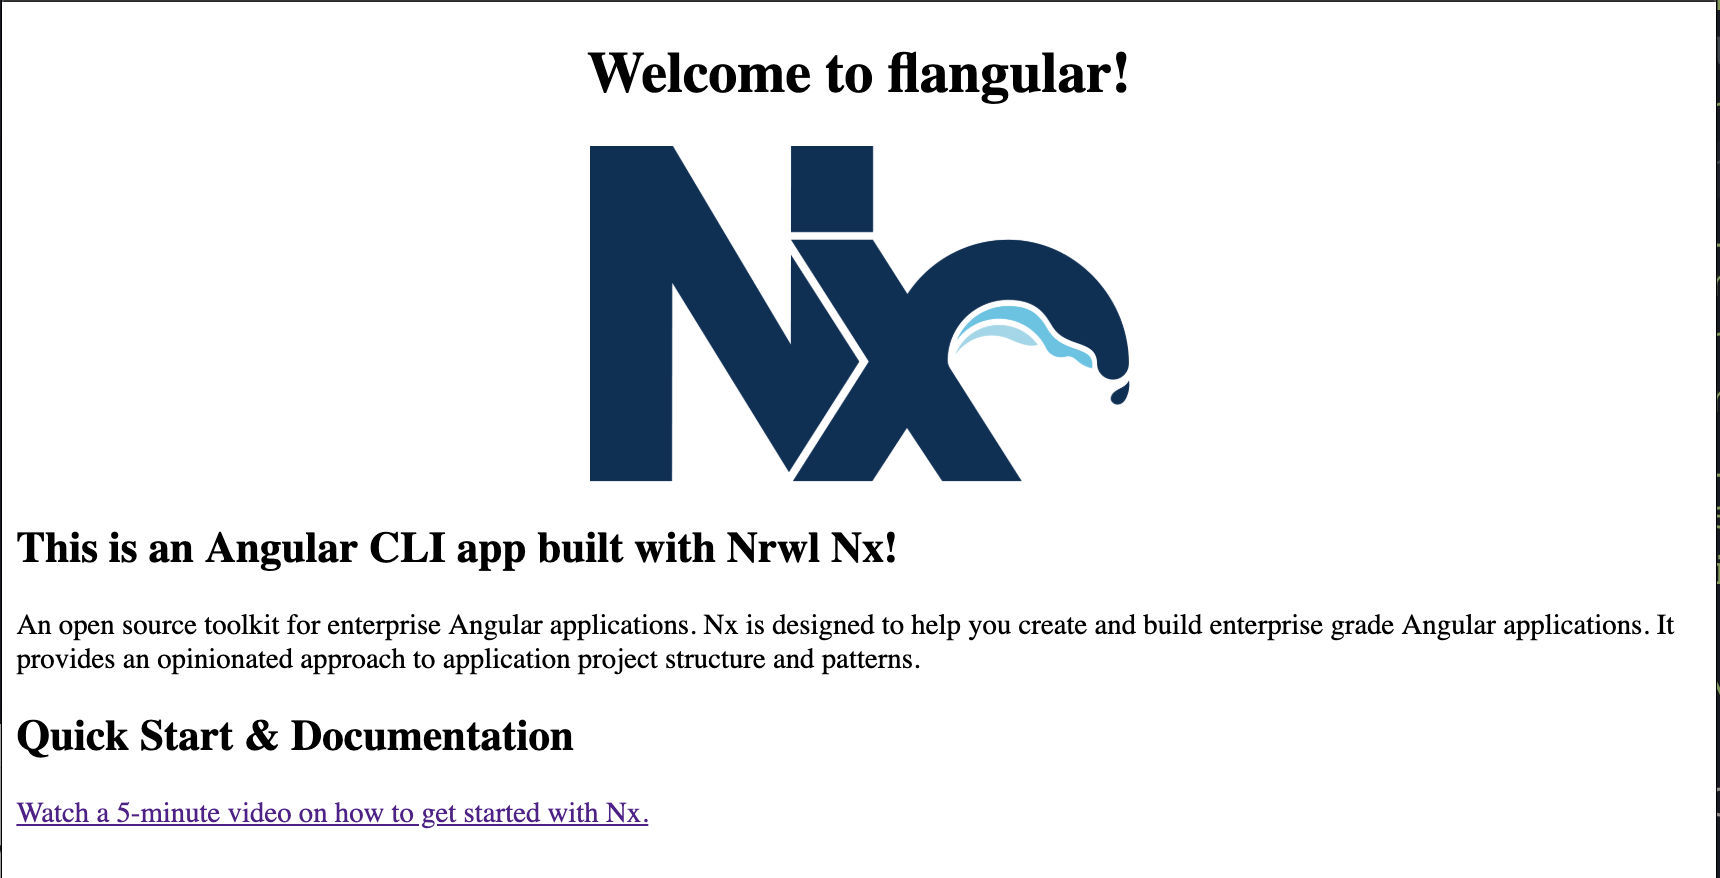 Welcome to flangular!
Nx
This is an Angular CLI app built with Nrwl Nx!
An open source toolkit for enterprise Angular applications. Nx is designed to help you create and build enterprise grade Angular applications. It
provides an opinionated approach to application project structure and patterns.
Quick Start & Documentation
Watch a 5-minute video on how to get started with Nx.